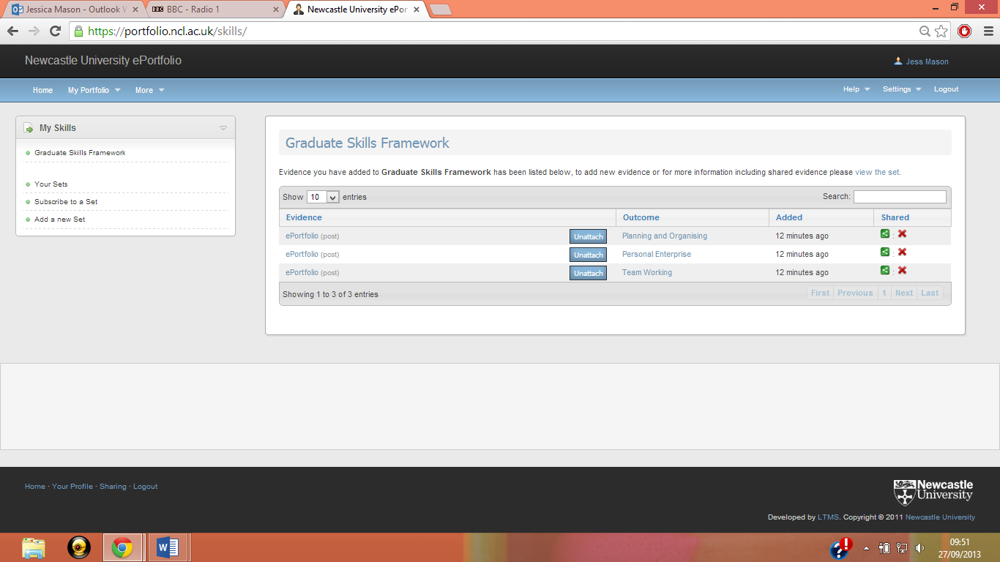 Jessica Mason - Outlook W
BBC - Radio 1
Newcastle University ePor
https://portfolio.ncl.ac.uk/skills/
Newcastle University ePortfolio
Jess Mason
Home My Portfolio More Help Settings Logout
My Skills
Graduate Skills Framework
Your Sets
Subscribe to a Set
Add a new Set
Graduate Skills Framework
Evidence you have added to Graduate Skills Framework has been listed below, to add new evidence or for more information including shared evidence please view the set.
Show 10 entries Search:
Evidence Outcome Added Shared
ePortfolio (post) Unattach Planning and Organising 12 minutes ago :
ePortfolio (post) Unattach Personal Enterprise 12 minutes ago :
ePortfolio (post) Unattach Team Working 12 minutes ago :
Showing 1 to 3 of 3 entries First Previous 1 Next Last
Home · Your Profile · Sharing · Logout
Newcastle
University
Developed by LTMS. Copyright © 2011 Newcastle University
09:51
27/09/2013